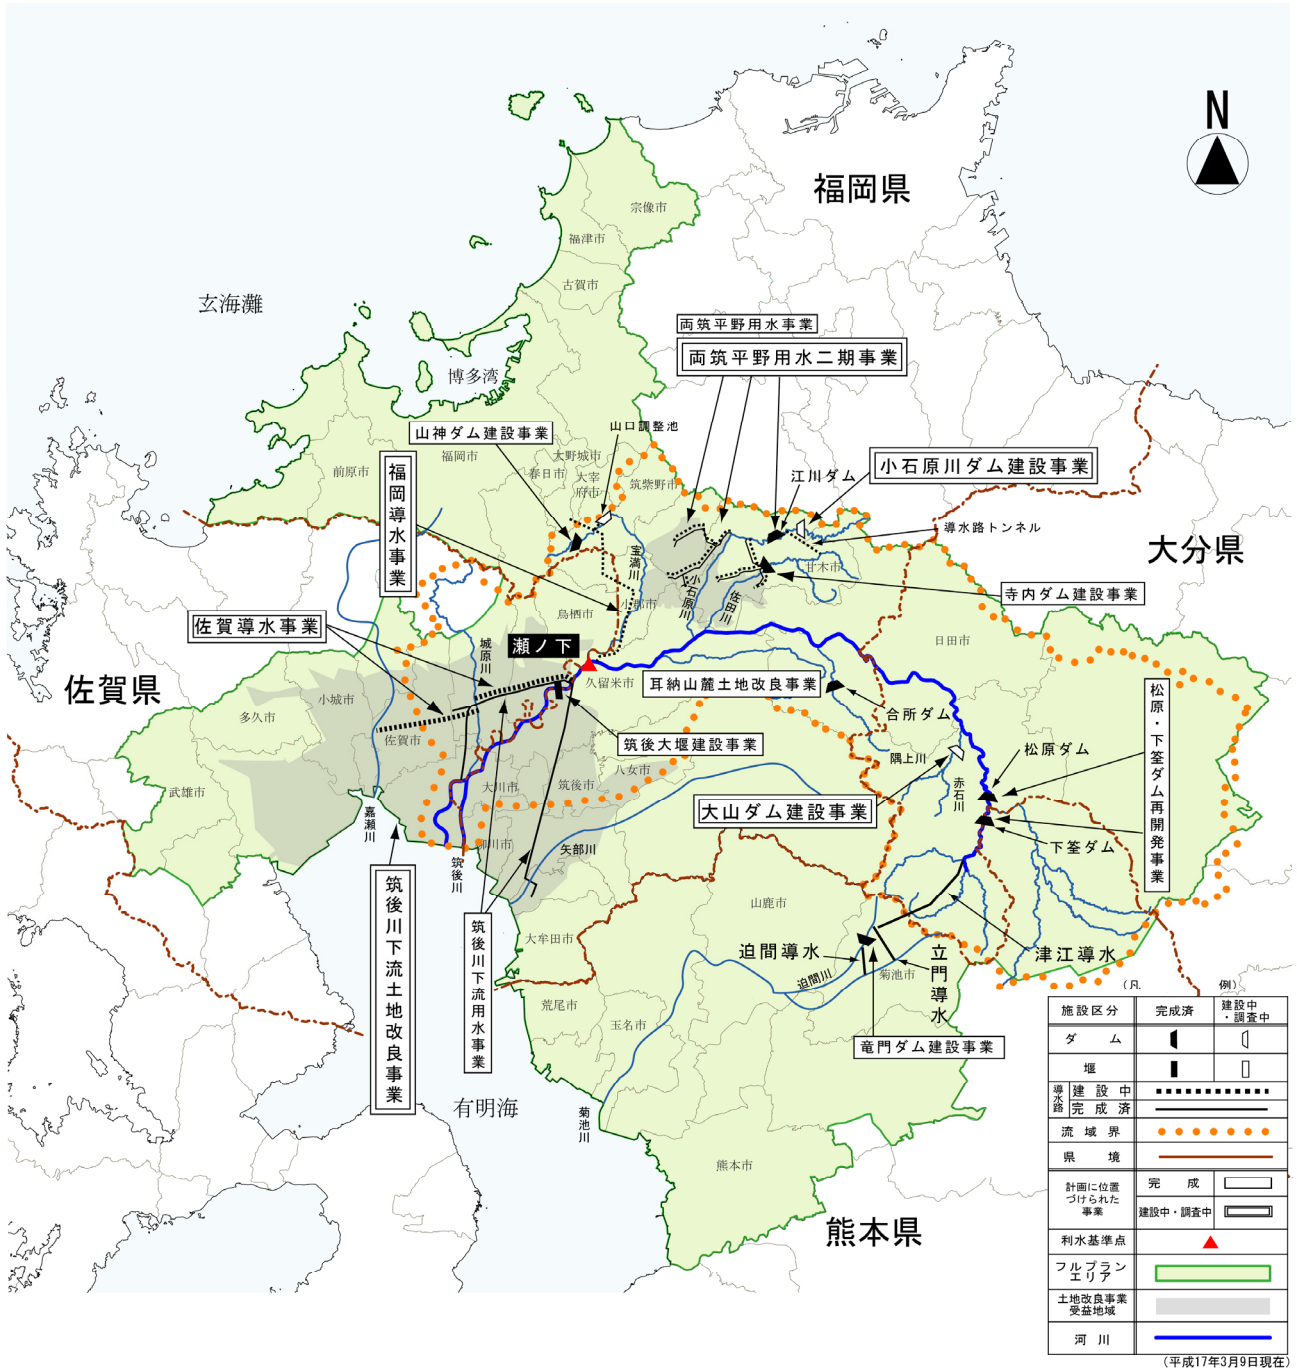 N
福岡県
宗像市
福津市
古賀市
玄海灘
両筑平野用水事業
両筑平野用水二期事業
博多湾
山神ダム建設事業
山口調整池
福岡市
大野城市
春日市
大宰
府市
筑紫野市
前原市
福岡導水事業
江川ダム
小石原川ダム建設事業
導水路トンネル
大分県
宝満川
甘木市
小石原川
佐田川
寺内ダム建設事業
小郡市
鳥栖市
佐賀導水事業
城原川
瀬ノ下
日田市
佐賀県
久留米市
耳納山麓土地改良事業
合所ダム
小城市
多久市
佐賀市
筑後大堰建設事業
隈上川
松原ダム
松原・下筌ダム再開発事業
八女市
筑後市
大川市
赤石川
武雄市
大山ダム建設事業
嘉瀬川
柳川市
矢部川
下筌ダム
筑後川
筑後川下流土地改良事業
筑後川下流用水事業
山鹿市
大牟田市
迫間導水
立門導水
津江導水
迫間川
菊池市
荒尾市
玉名市
竜門ダム建設事業
有明海
菊池川
熊本市
熊本県
(凡 例)
施設区分 完成済 建設中
・調査中
ダム
堰
導水路 建設中
完成済
流域界
県境
計画に位置
づけられた
事業
完成
建設中・調査中
利水基準点
フルプラン
エリア
土地改良事業
受益地域
河川
(平成17年3月9日現在)